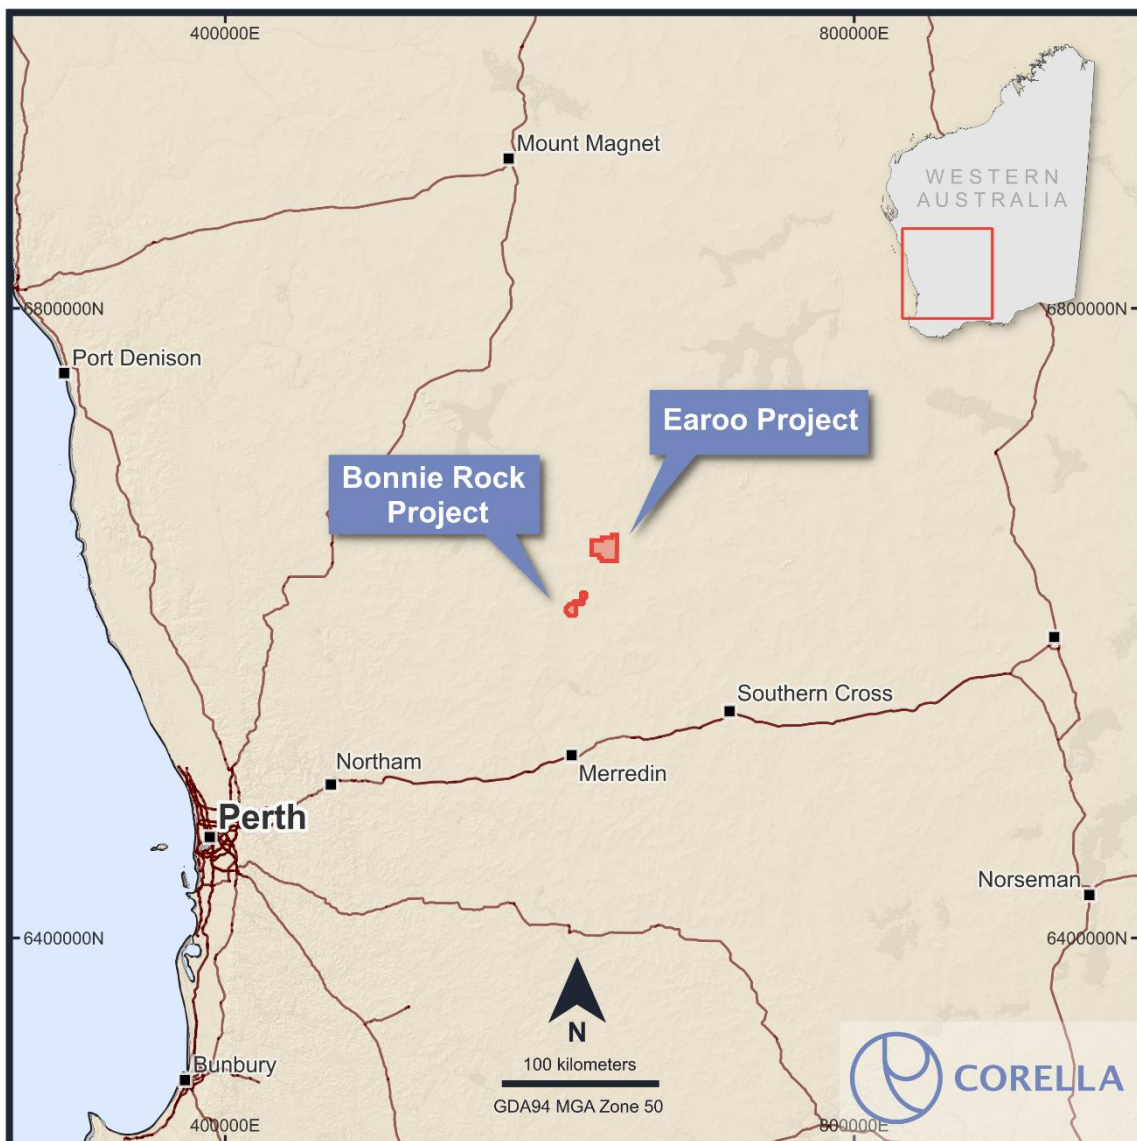 400000E
800000E
Mount Magnet
WESTERN
AUSTRALIA
6800000N
6800000N
Port Denison
Earoo Project
Bonnie Rock
Project
Southern Cross
Northam
Merredin
Perth
Norseman
6400000N
6400000N
N
100 kilometers
GDA94 MGA Zone 50
Bunbury
CORELLA
400000E
800000E